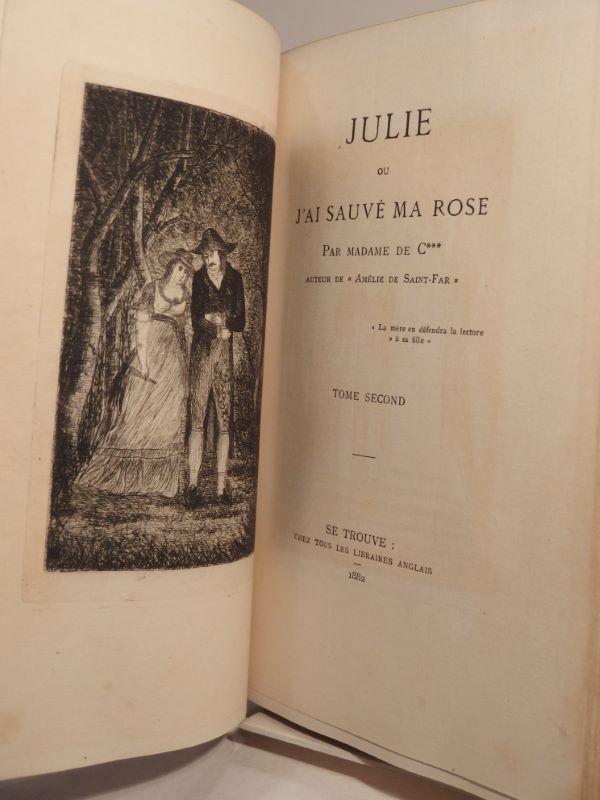 JULIE
OU
J'AI SAUVÉ MA ROSE
PAR MADAME DE C***
AUTEUR DE « AMÉLIE DE SAINT-FAR »
« La mère en défendra la lecture
» à sa fille »
TOME SECOND
SE TROUVE :
CHEZ TOUS LES LIBRAIRES ANGLAIS
1882